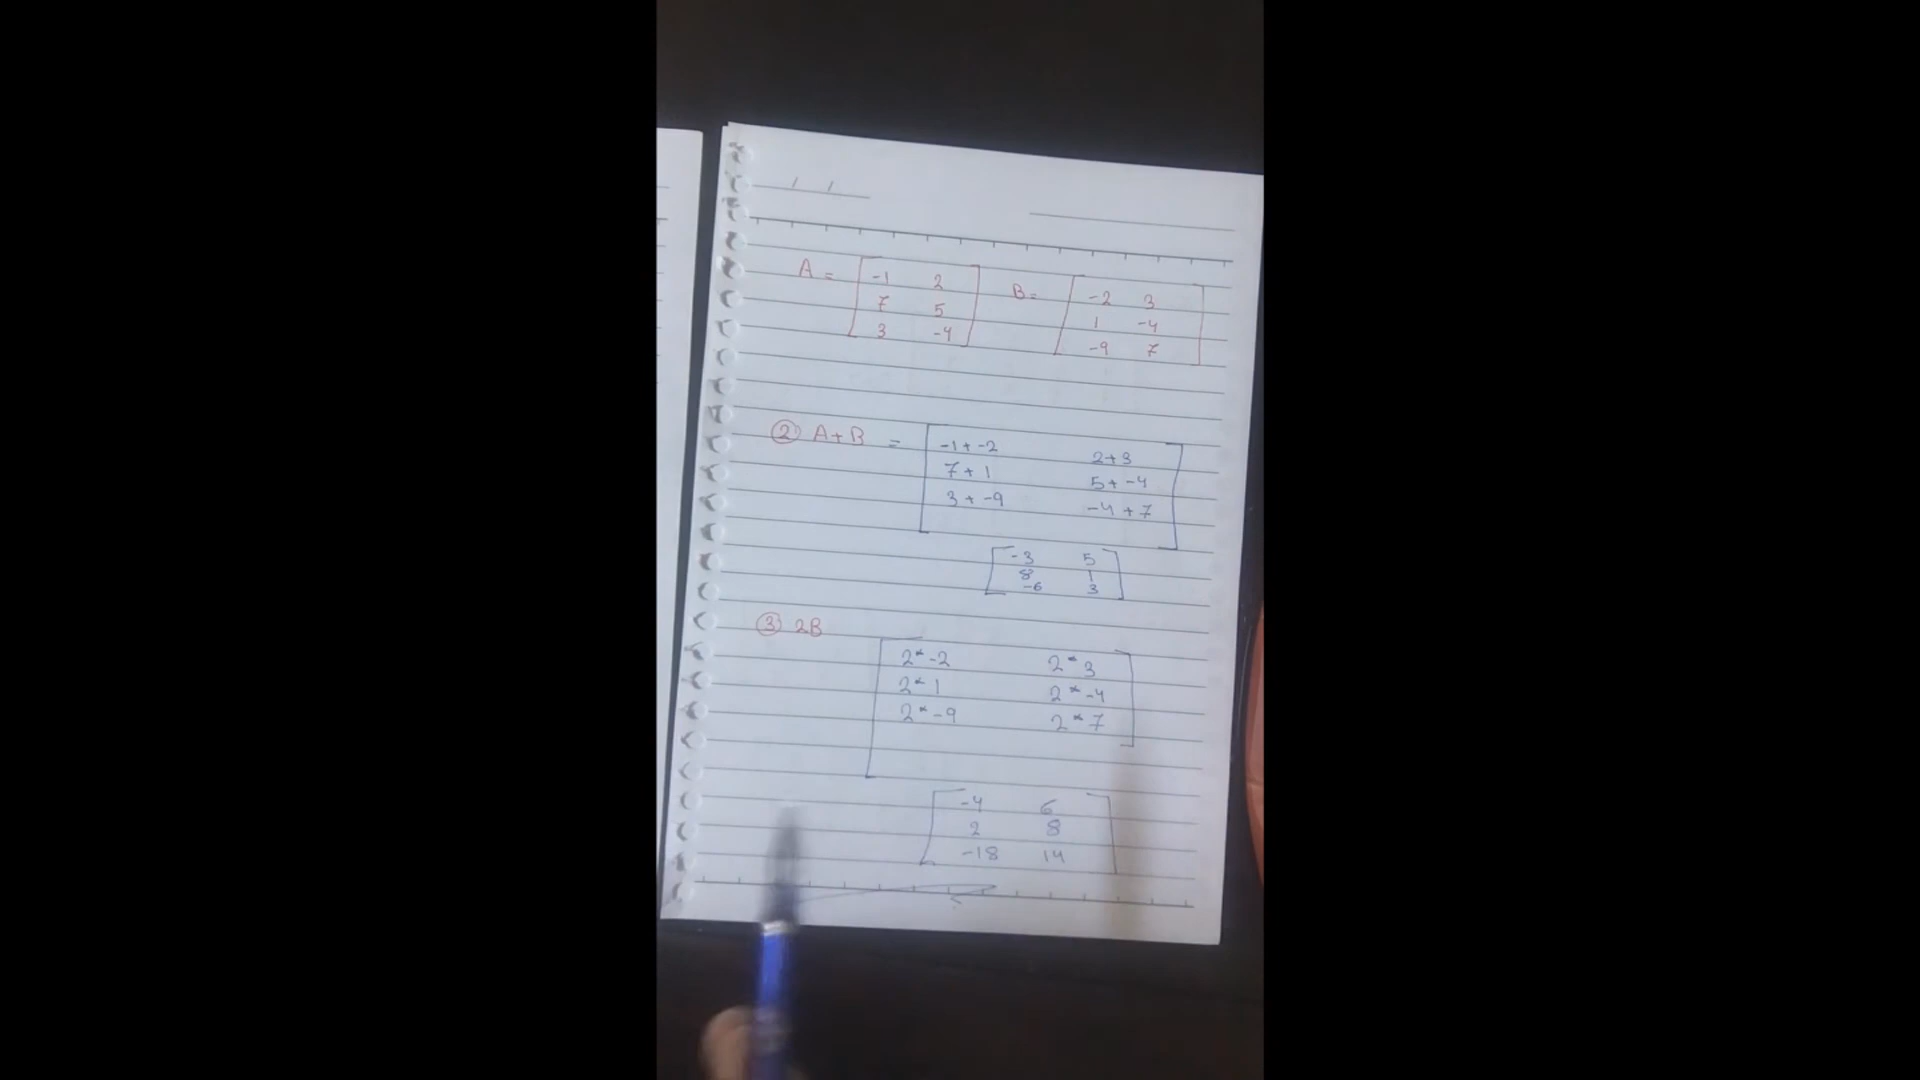 A = -1 2 B = -2 3
7 5 1 -4
3 -4 -9 7
② A+B = -1+-2 2+3
7+1 5+-4
3+-9 -4+7
-3 5
8 1
-6 3
③ 2B
2*-2 2*3
2*1 2*-4
2*-9 2*7
-4 6
2 8
-18 14